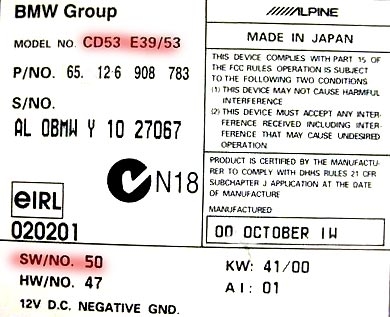 BMW Group
MODEL NO. CD53 E39/53
P/NO. 65. 12·6 908 783
S/NO.
AL 0BMW Y 10 27067
N18
eIRL
020201
SW/NO. 50
HW/NO. 47
12V D.C. NEGATIVE GND.
/////ALPINE
MADE IN JAPAN
THIS DEVICE COMPLIES WITH PART 15 OF
THE FCC RULES OPERATION IS SUBJECT
TO THE FOLLOWING TWO CONDITIONS
(1) THIS DEVICE MAY NOT CAUSE HARMFUL
INTERFERENCE
(2) THIS DEVICE MUST ACCEPT ANY INTER-
FERENCE RECEIVED INCLUDING INTER-
FERENCE THAT MAY CAUSE UNDESIRED
OPERATION
PRODUCT IS CERTIFIED BY THE MANUFACTU-
RER TO COMPLY WITH DHHS RULES 21 CFR
SUBCHAPTER J APPLICATION AT THE DATE
OF MANUFACTURE
MANUFACTURED
00 OCTOBER 1W
KW: 41/00
AI: 01